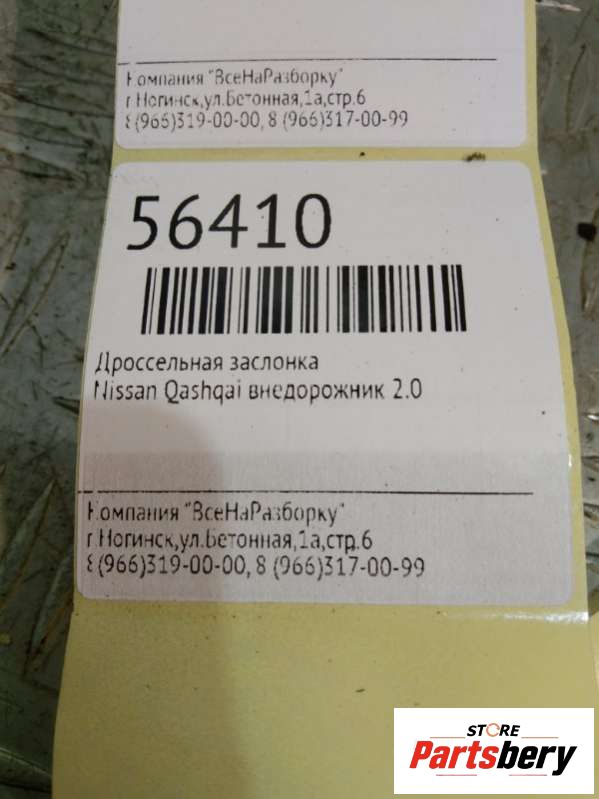 Компания "ВсеНаРазборку"
г.Ногинск,ул.Бетонная,1а,стр.6
8(966)319-00-00, 8 (966)317-00-99
56410
Дроссельная заслонка
Nissan Qashqai внедорожник 2.0
Компания "ВсеНаРазборку"
г.Ногинск,ул.Бетонная,1а,стр.6
8(966)319-00-00, 8 (966)317-00-99
STORE
Partsbery